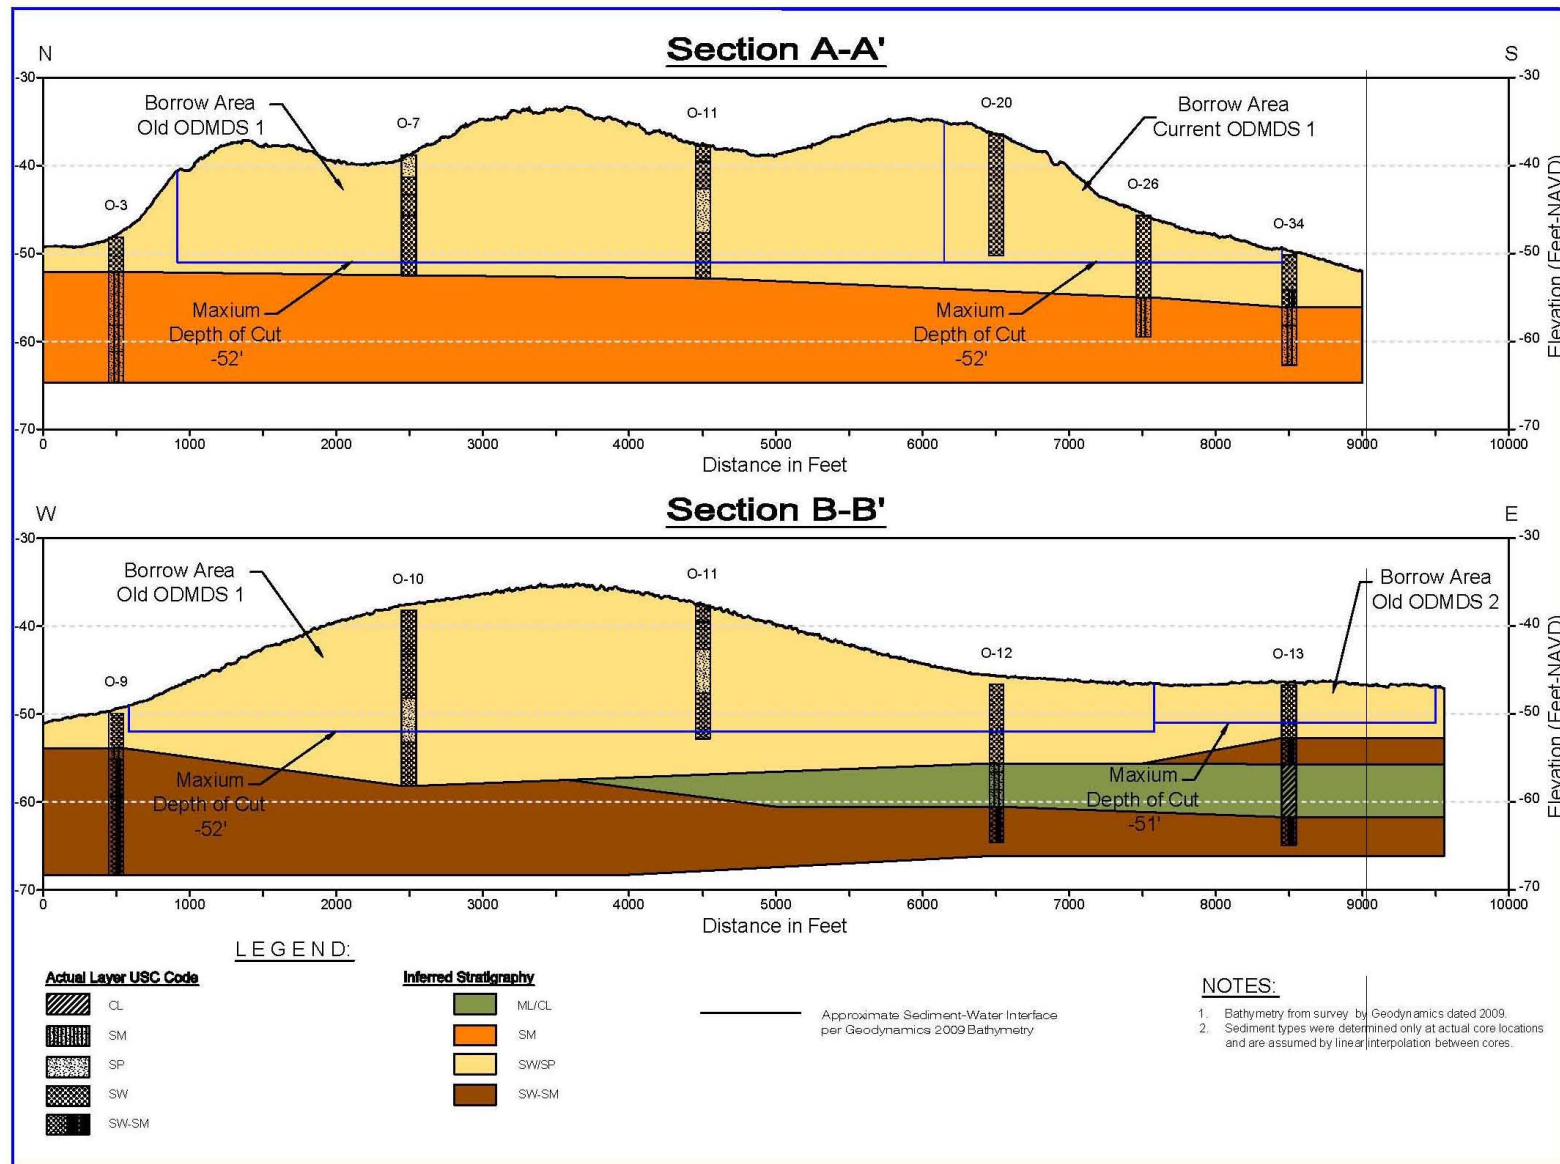 Section A-A'
N
S
-30
-30
Borrow Area
Old ODMDS 1
O-7
O-11
O-20
Borrow Area
Current ODMDS 1
-40
-40
O-3
O-26
O-34
-50
-50
Maxium
Depth of Cut
-52'
Maxium
Depth of Cut
-52'
-60
-60
-70
-70
Elevation (Feet-NAVD)
0 1000 2000 3000 4000 5000 6000 7000 8000 9000 10000
Distance in Feet
Section B-B'
W
E
-30
-30
Borrow Area
Old ODMDS 1
O-10
O-11
Borrow Area
Old ODMDS 2
-40
-40
O-9
O-12
O-13
-50
-50
Maxium
Depth of Cut
-52'
Maxium
Depth of Cut
-51'
-60
-60
-70
-70
Elevation (Feet-NAVD)
0 1000 2000 3000 4000 5000 6000 7000 8000 9000 10000
Distance in Feet
LEGEND:
Actual Layer USC Code
CL
SM
SP
SW
SW-SM
Inferred Stratigraphy
ML/CL
SM
SW/SP
SW-SM
Approximate Sediment-Water Interface
per Geodynamics 2009 Bathymetry
NOTES:
1. Bathymetry from survey by Geodynamics dated 2009.
2. Sediment types were determined only at actual core locations
and are assumed by linear interpolation between cores.